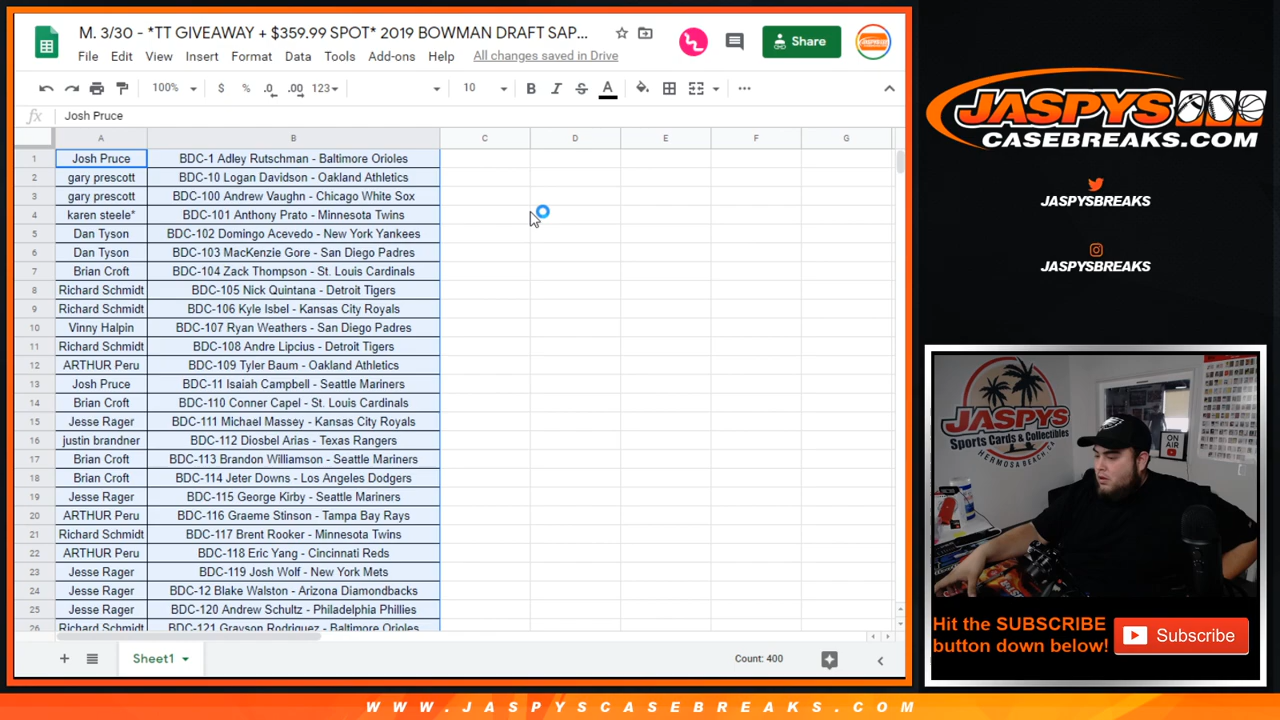 M. 3/30 - *TT GIVEAWAY + $359.99 SPOT* 2019 BOWMAN DRAFT SAP...
File Edit View Insert Format Data Tools Add-ons Help All changes saved in Drive
Share
100% $ % .0 .00 123 10 B I S A
fx Josh Pruce
A B C D E F G
1 Josh Pruce BDC-1 Adley Rutschman - Baltimore Orioles
2 gary prescott BDC-10 Logan Davidson - Oakland Athletics
3 gary prescott BDC-100 Andrew Vaughn - Chicago White Sox
4 karen steele* BDC-101 Anthony Prato - Minnesota Twins
5 Dan Tyson BDC-102 Domingo Acevedo - New York Yankees
6 Dan Tyson BDC-103 MacKenzie Gore - San Diego Padres
7 Brian Croft BDC-104 Zack Thompson - St. Louis Cardinals
8 Richard Schmidt BDC-105 Nick Quintana - Detroit Tigers
9 Richard Schmidt BDC-106 Kyle Isbel - Kansas City Royals
10 Vinny Halpin BDC-107 Ryan Weathers - San Diego Padres
11 Richard Schmidt BDC-108 Andre Lipcius - Detroit Tigers
12 ARTHUR Peru BDC-109 Tyler Baum - Oakland Athletics
13 Josh Pruce BDC-11 Isaiah Campbell - Seattle Mariners
14 Brian Croft BDC-110 Conner Capel - St. Louis Cardinals
15 Jesse Rager BDC-111 Michael Massey - Kansas City Royals
16 justin brandner BDC-112 Diosbel Arias - Texas Rangers
17 Brian Croft BDC-113 Brandon Williamson - Seattle Mariners
18 Brian Croft BDC-114 Jeter Downs - Los Angeles Dodgers
19 Jesse Rager BDC-115 George Kirby - Seattle Mariners
20 ARTHUR Peru BDC-116 Graeme Stinson - Tampa Bay Rays
21 Richard Schmidt BDC-117 Brent Rooker - Minnesota Twins
22 ARTHUR Peru BDC-118 Eric Yang - Cincinnati Reds
23 Jesse Rager BDC-119 Josh Wolf - New York Mets
24 Jesse Rager BDC-12 Blake Walston - Arizona Diamondbacks
25 Jesse Rager BDC-120 Andrew Schultz - Philadelphia Phillies
26 Richard Schmidt BDC-121 Grayson Rodriguez - Baltimore Orioles
Sheet1 Count: 400
JASPYS
CASEBREAKS.COM
JASPYSBREAKS
JASPYSBREAKS
JASPYS
Sports Cards & Collectibles
HERMOSA BEACH, CA
ON
AIR
Hit the SUBSCRIBE
button down below!
Subscribe
WWW.JASPYSCASEBREAKS.COM